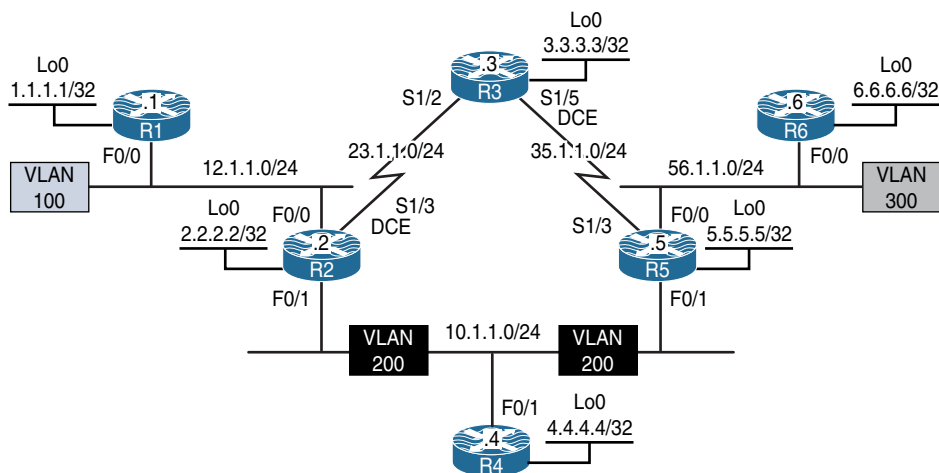 Lo0
3.3.3.3/32
.3
R3
Lo0
1.1.1.1/32
.1
R1
S1/2
S1/5
DCE
Lo0
6.6.6.6/32
.6
R6
F0/0
F0/0
23.1.1.0/24
35.1.1.0/24
12.1.1.0/24
56.1.1.0/24
VLAN
100
VLAN
300
Lo0
2.2.2.2/32
F0/0
S1/3
DCE
.2
R2
S1/3
F0/0
Lo0
5.5.5.5/32
.5
R5
F0/1
F0/1
VLAN
200
10.1.1.0/24
VLAN
200
F0/1
Lo0
4.4.4.4/32
.4
R4